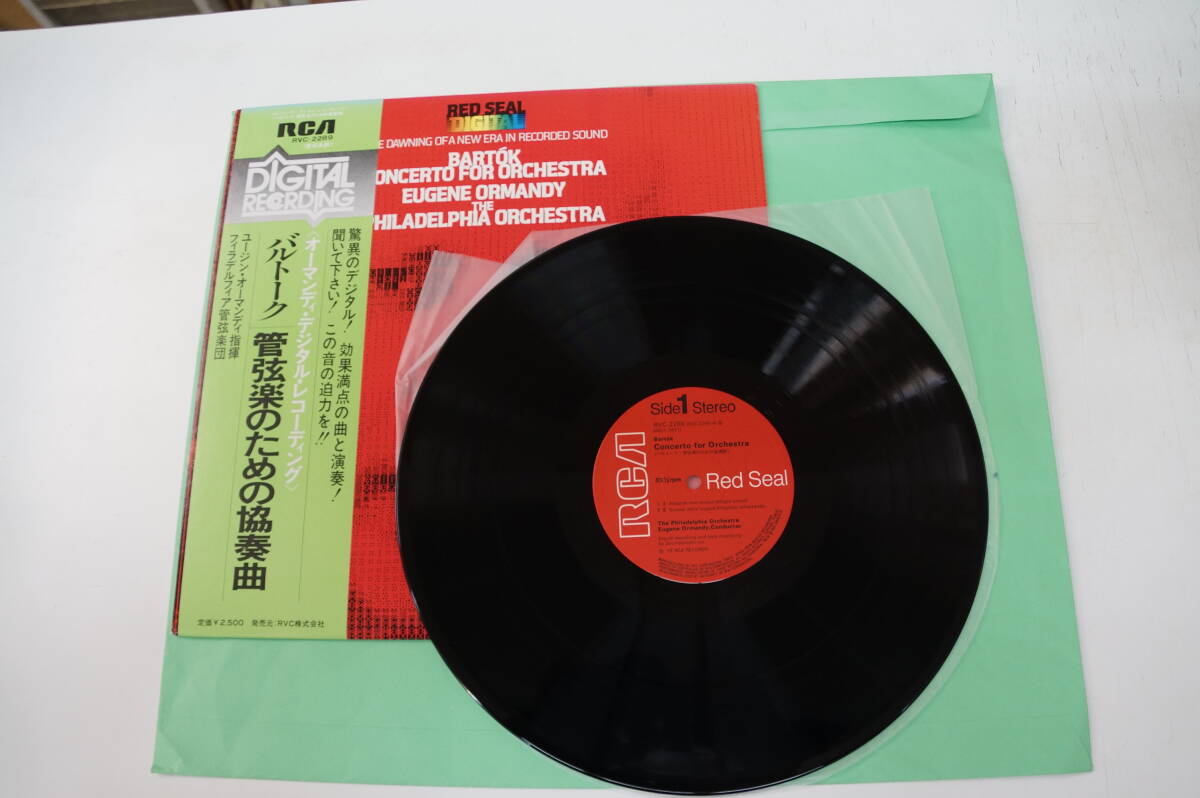 RCA
RVC-2289
DIGITAL
RECORDING
驚異のデジタル! 効果満点の曲と演奏!
聞いて下さい! この音の迫力を!!
〈オーマンディ・デジタル・レコーディング〉
バルトーク
管弦楽のための協奏曲
ユージン・オーマンディ指揮
フィラデルフィア管弦楽団
定価¥2,500 発売元:RVC株式会社
RED SEAL
DIGITAL
E DAWNING OF A NEW ERA IN RECORDED SOUND
BARTÓK
ONCERTO FOR ORCHESTRA
EUGENE ORMANDY
THE
PHILADELPHIA ORCHESTRA
Side 1 Stereo
RVC-2289
Bartók
Concerto for Orchestra
33⅓rpm
RCA
Red Seal
The Philadelphia Orchestra
Eugene Ormandy, Conductor